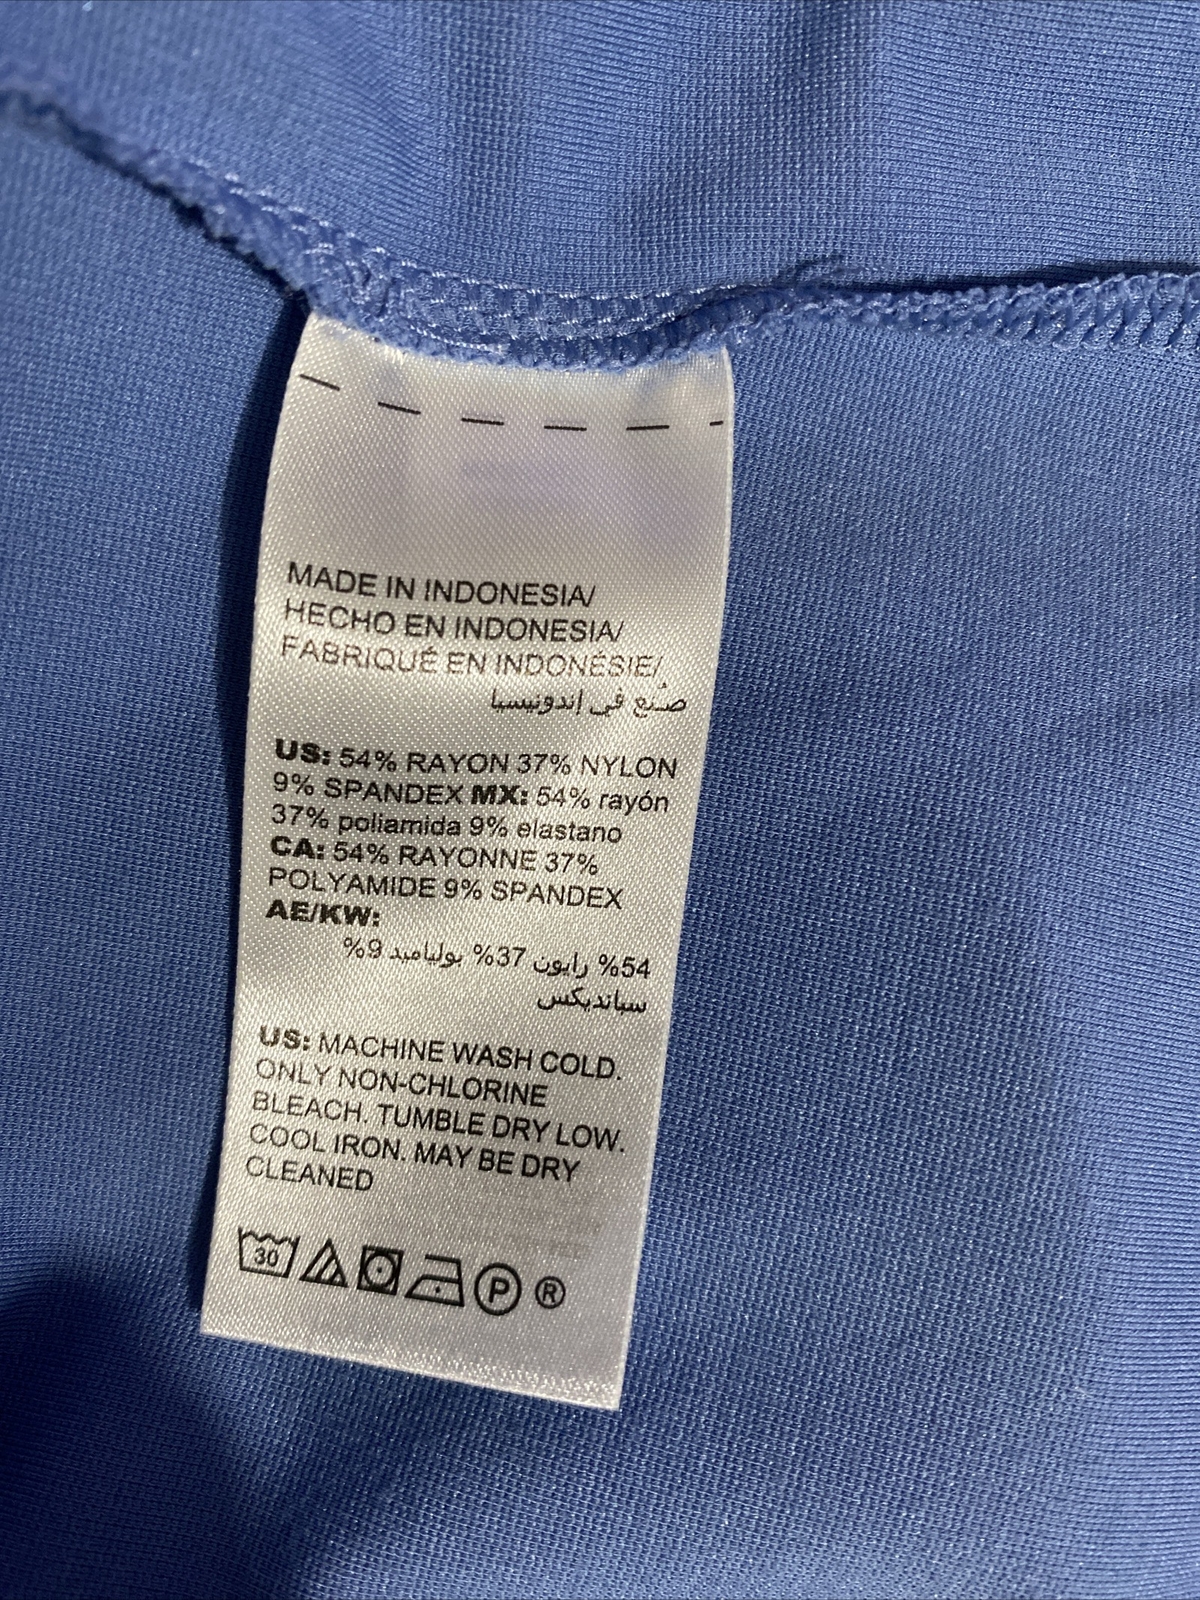 MADE IN INDONESIA/
HECHO EN INDONESIA/
FABRIQUÉ EN INDONÉSIE/
صنع في إندونيسيا
US: 54% RAYON 37% NYLON
9% SPANDEX MX: 54% rayón
37% poliamida 9% elastano
CA: 54% RAYONNE 37%
POLYAMIDE 9% SPANDEX
AE/KW:
54% رايون 37% بولياميد 9%
سبانديكس
US: MACHINE WASH COLD.
ONLY NON-CHLORINE
BLEACH. TUMBLE DRY LOW.
COOL IRON. MAY BE DRY
CLEANED
30 P ®